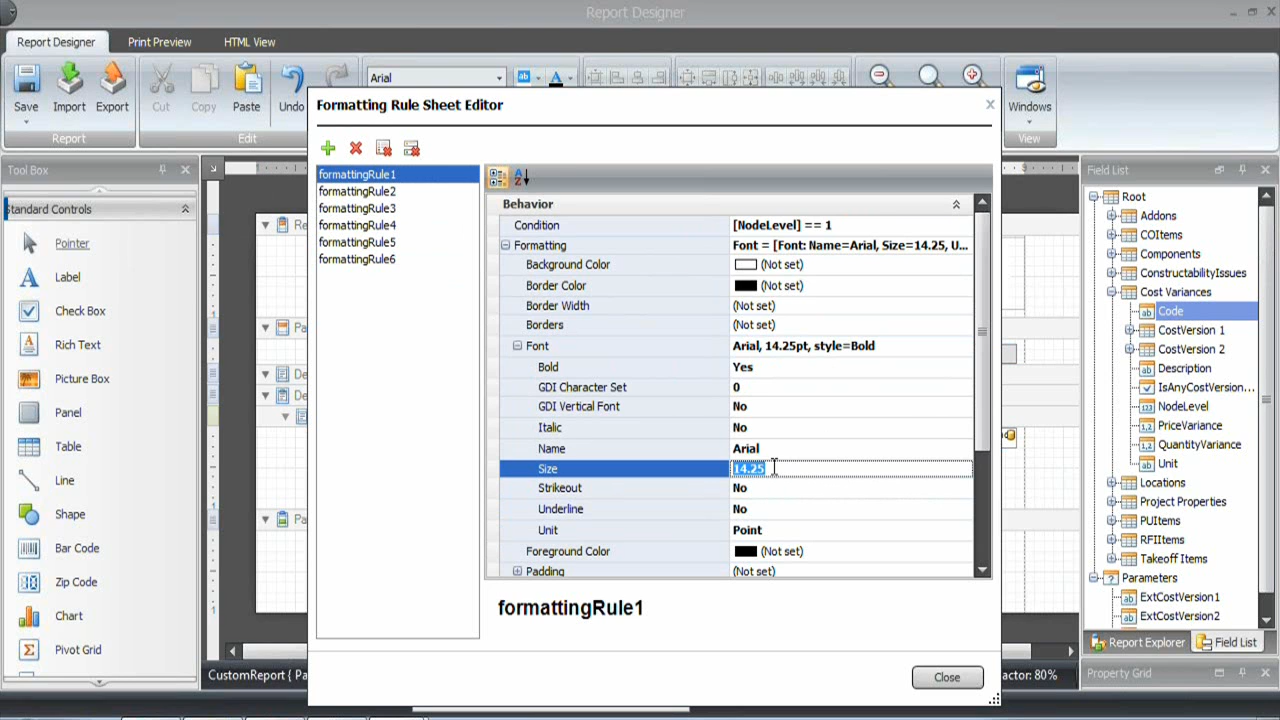 Report Designer
Report Designer
Print Preview
HTML View
Save
Import
Export
Report
Cut
Copy
Paste
Edit
Undo
Arial
Windows
View
Formatting Rule Sheet Editor
formattingRule1
formattingRule2
formattingRule3
formattingRule4
formattingRule5
formattingRule6
Behavior
Condition [NodeLevel] == 1
Formatting Font = [Font: Name=Arial, Size=14.25, U...
Background Color (Not set)
Border Color (Not set)
Border Width (Not set)
Borders (Not set)
Font Arial, 14.25pt, style=Bold
Bold Yes
GDI Character Set 0
GDI Vertical Font No
Italic No
Name Arial
Size 14.25
Strikeout No
Underline No
Unit Point
Foreground Color (Not set)
Padding (Not set)
formattingRule1
Close
Tool Box
Standard Controls
Pointer
Label
Check Box
Rich Text
Picture Box
Panel
Table
Line
Shape
Bar Code
Zip Code
Chart
Pivot Grid
Re
Pa
De
De
Pa
CustomReport { Pa
actor: 80%
Field List
Root
Addons
COItems
Components
ConstructabilityIssues
Cost Variances
Code
CostVersion 1
CostVersion 2
Description
IsAnyCostVersion...
NodeLevel
PriceVariance
QuantityVariance
Unit
Locations
Project Properties
PUItems
RFIItems
Takeoff Items
Parameters
ExtCostVersion1
ExtCostVersion2
Report Explorer
Field List
Property Grid